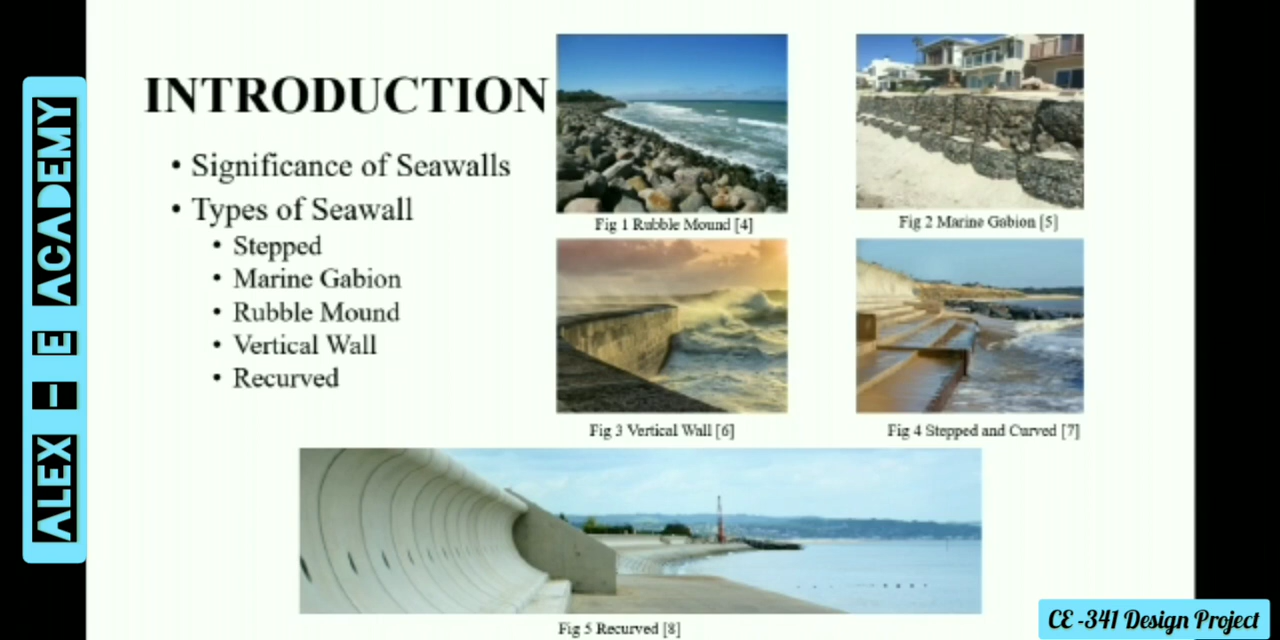 ALEX - E ACADEMY
INTRODUCTION
• Significance of Seawalls
• Types of Seawall
• Stepped
• Marine Gabion
• Rubble Mound
• Vertical Wall
• Recurved
Fig 1 Rubble Mound [4]
Fig 2 Marine Gabion [5]
Fig 3 Vertical Wall [6]
Fig 4 Stepped and Curved [7]
Fig 5 Recurved [8]
CE -341 Design Project